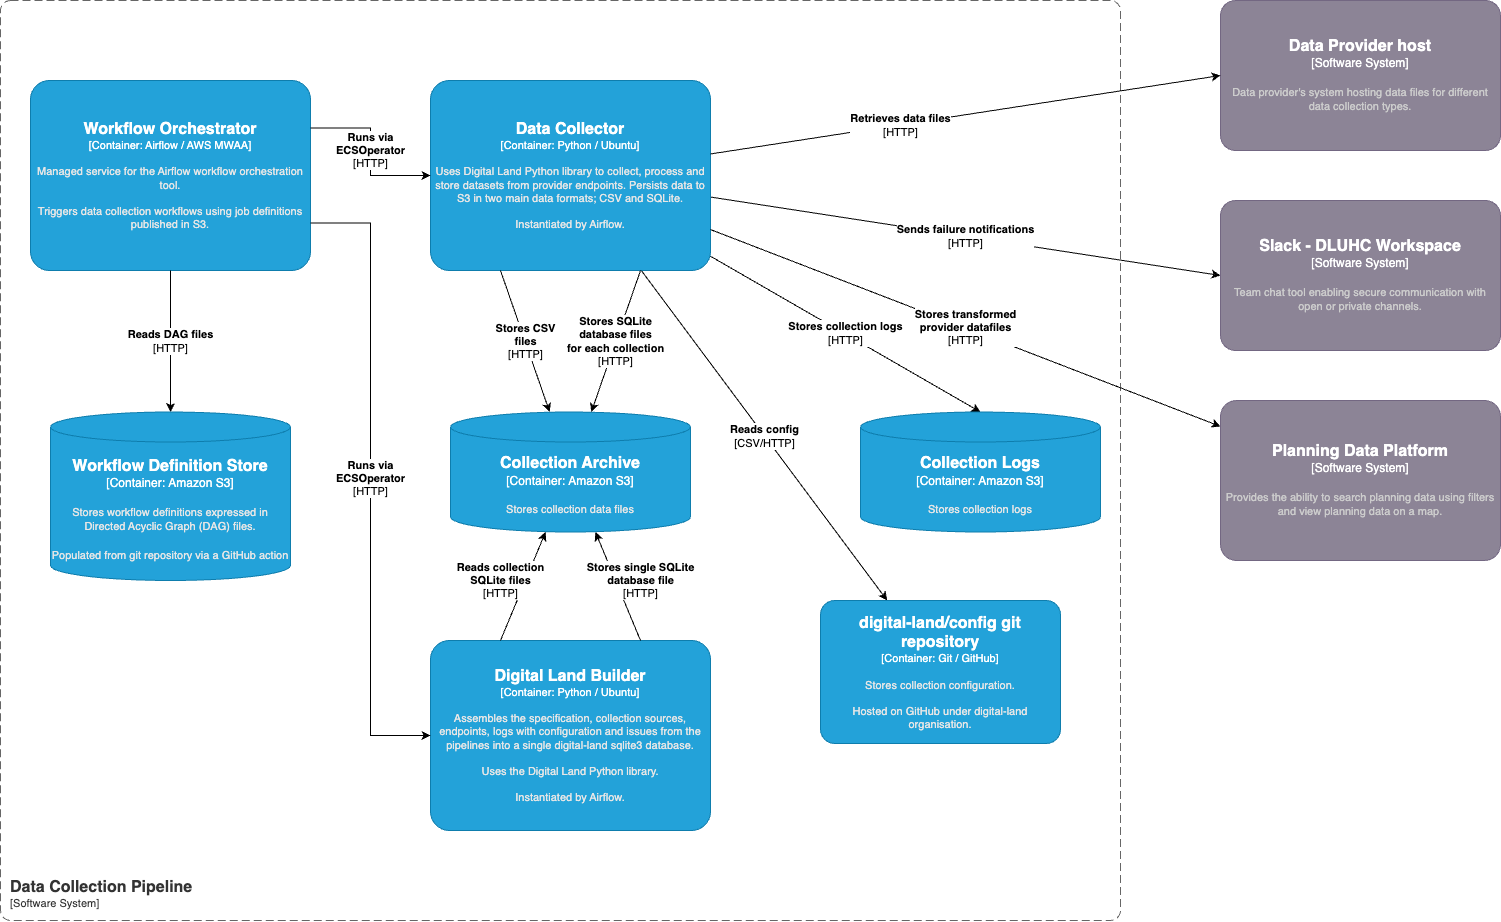 Workflow Orchestrator
[Container: Airflow / AWS MWAA]
Managed service for the Airflow workflow orchestration
tool.
Triggers data collection workflows using job definitions
published in S3.
Runs via
ECSOperator
[HTTP]
Data Collector
[Container: Python / Ubuntu]
Uses Digital Land Python library to collect, process and
store datasets from provider endpoints. Persists data to
S3 in two main data formats; CSV and SQLite.
Instantiated by Airflow.
Retrieves data files
[HTTP]
Data Provider host
[Software System]
Data provider's system hosting data files for different
data collection types.
Sends failure notifications
[HTTP]
Slack - DLUHC Workspace
[Software System]
Team chat tool enabling secure communication with
open or private channels.
Reads DAG files
[HTTP]
Stores CSV
files
[HTTP]
Stores SQLite
database files
for each collection
[HTTP]
Stores collection logs
[HTTP]
Stores transformed
provider datafiles
[HTTP]
Reads config
[CSV/HTTP]
Planning Data Platform
[Software System]
Provides the ability to search planning data using filters
and view planning data on a map.
Workflow Definition Store
[Container: Amazon S3]
Stores workflow definitions expressed in
Directed Acyclic Graph (DAG) files.
Populated from git repository via a GitHub action
Runs via
ECSOperator
[HTTP]
Collection Archive
[Container: Amazon S3]
Stores collection data files
Collection Logs
[Container: Amazon S3]
Stores collection logs
Reads collection
SQLite files
[HTTP]
Stores single SQLite
database file
[HTTP]
digital-land/config git
repository
[Container: Git / GitHub]
Stores collection configuration.
Hosted on GitHub under digital-land
organisation.
Digital Land Builder
[Container: Python / Ubuntu]
Assembles the specification, collection sources,
endpoints, logs with configuration and issues from the
pipelines into a single digital-land sqlite3 database.
Uses the Digital Land Python library.
Instantiated by Airflow.
Data Collection Pipeline
[Software System]